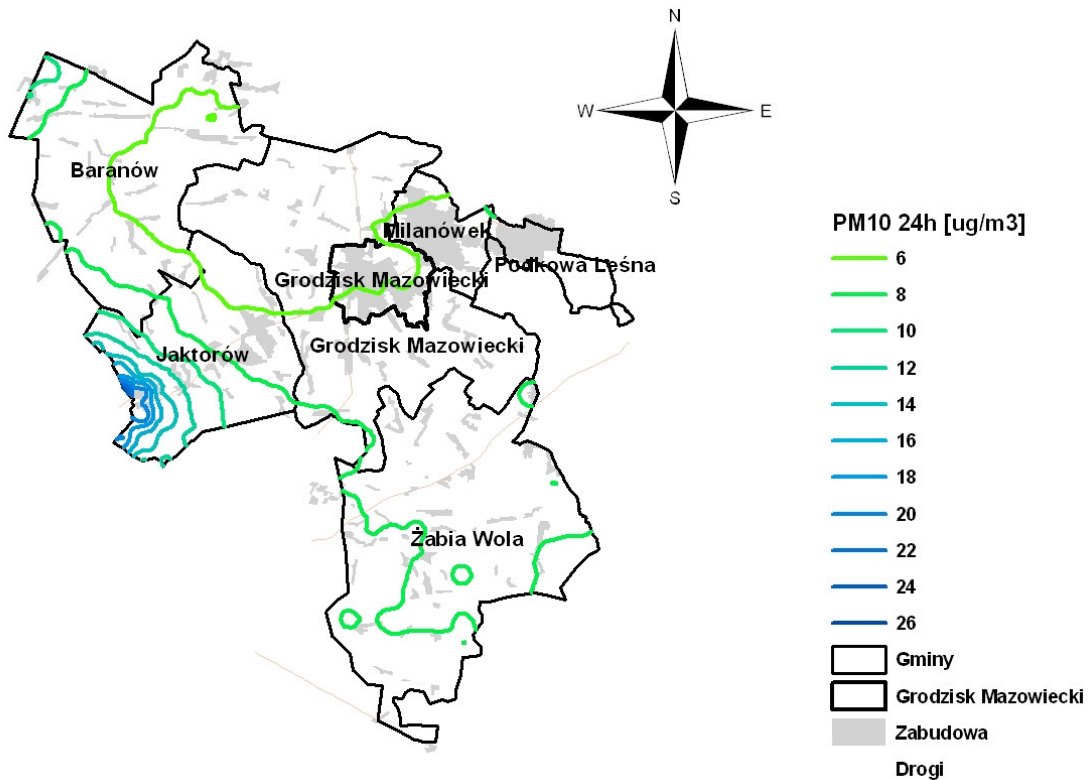 N
W
E
S
Baranów
Milanówek
Podkowa Leśna
Grodzisk Mazowiecki
Grodzisk Mazowiecki
Jaktorów
Żabia Wola
PM10 24h [ug/m3]
6
8
10
12
14
16
18
20
22
24
26
Gminy
Grodzisk Mazowiecki
Zabudowa
Drogi